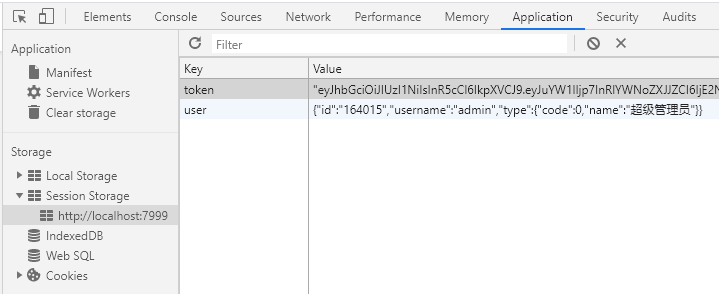 Elements Console Sources Network Performance Memory Application Security Audits
Application
Manifest
Service Workers
Clear storage
Storage
Local Storage
Session Storage
http://localhost:7999
IndexedDB
Web SQL
Cookies
Filter
Key Value
token
user {"id":"164015","username":"admin","type":{"code":0,"name":"超级管理员"}}